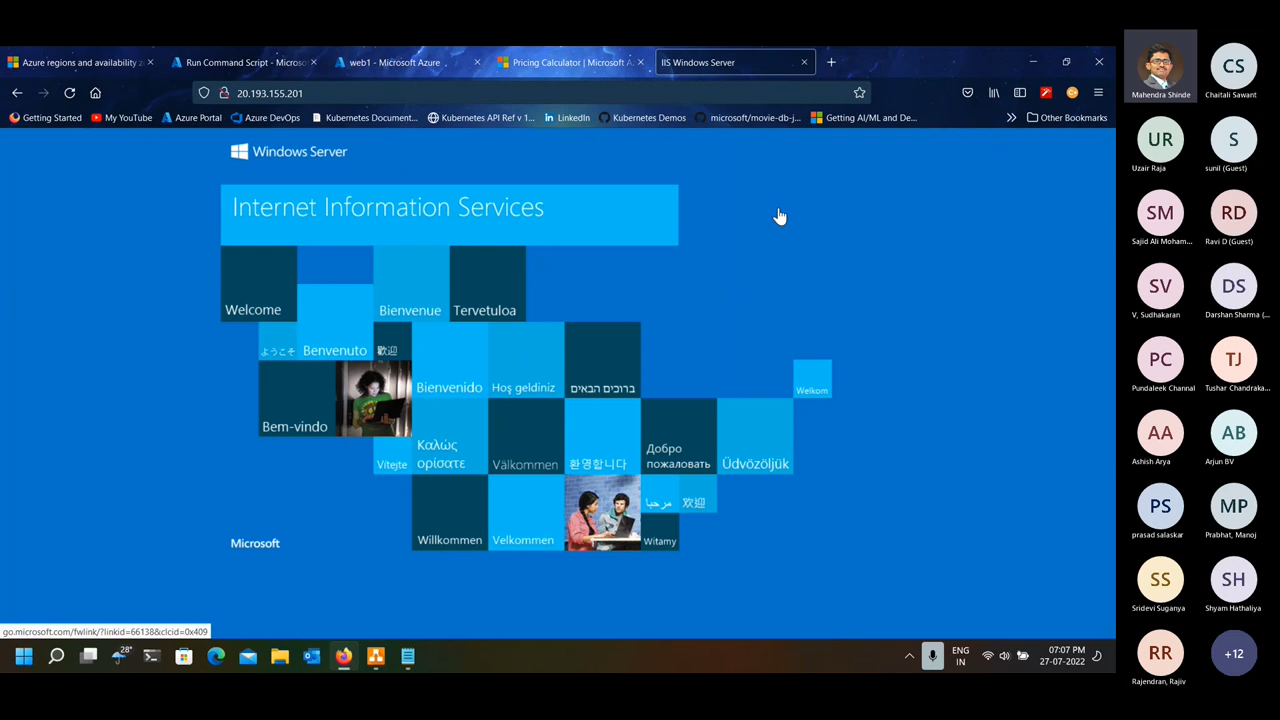 Azure regions and availability z
Run Command Script - Microso
web1 - Microsoft Azure
Pricing Calculator | Microsoft A
IIS Windows Server
20.193.155.201
Getting Started
My YouTube
Azure Portal
Azure DevOps
Kubernetes Document...
Kubernetes API Ref v 1...
LinkedIn
Kubernetes Demos
microsoft/movie-db-j...
Getting AI/ML and De...
Other Bookmarks
Windows Server
Internet Information Services
Welcome
Bienvenue
Tervetuloa
ようこそ
Benvenuto
歡迎
Bienvenido
Hoş geldiniz
ברוכים הבאים
Welkom
Bem-vindo
Vítejte
Καλώς
ορίσατε
Välkommen
환영합니다
Добро
пожаловать
Üdvözöljük
Willkommen
Velkommen
مرحبا
欢迎
Witamy
Microsoft
go.microsoft.com/fwlink/?linkid=66138&clcid=0x409
28°
ENG
IN
07:07 PM
27-07-2022
Mahendra Shinde
CS
Chaitali Sawant
UR
Uzair Raja
S
sunil (Guest)
SM
Sajid Ali Moham...
RD
Ravi D (Guest)
SV
V, Sudhakaran
DS
Darshan Sharma (...
PC
Pundaleek Channal
TJ
Tushar Chandraka...
AA
Ashish Arya
AB
Arjun BV
PS
prasad salaskar
MP
Prabhat, Manoj
SS
Sridevi Suganya
SH
Shyam Hathaliya
RR
Rajendran, Rajiv
+12